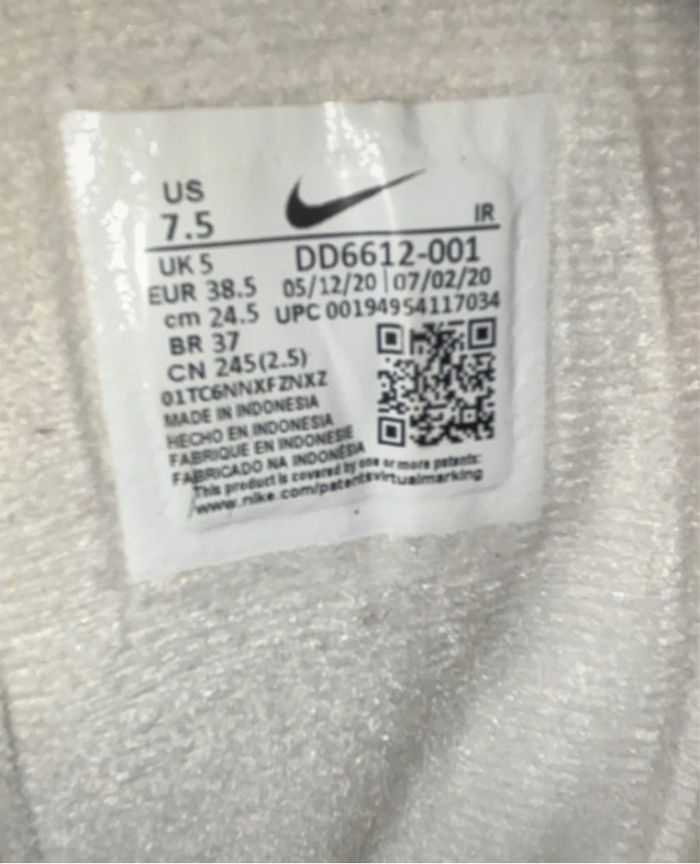 US
7.5
IR
UK 5
DD6612-001
EUR 38.5
05/12/20 | 07/02/20
cm 24.5
UPC 00194954117034
BR 37
CN 245(2.5)
01TC6NNXFZNXZ
MADE IN INDONESIA
HECHO EN INDONESIA
FABRIQUE EN INDONESIE
FABRICADO NA INDONÉSIA
This product is covered by one or more patents:
www.nike.com/patentsvirtualmarking